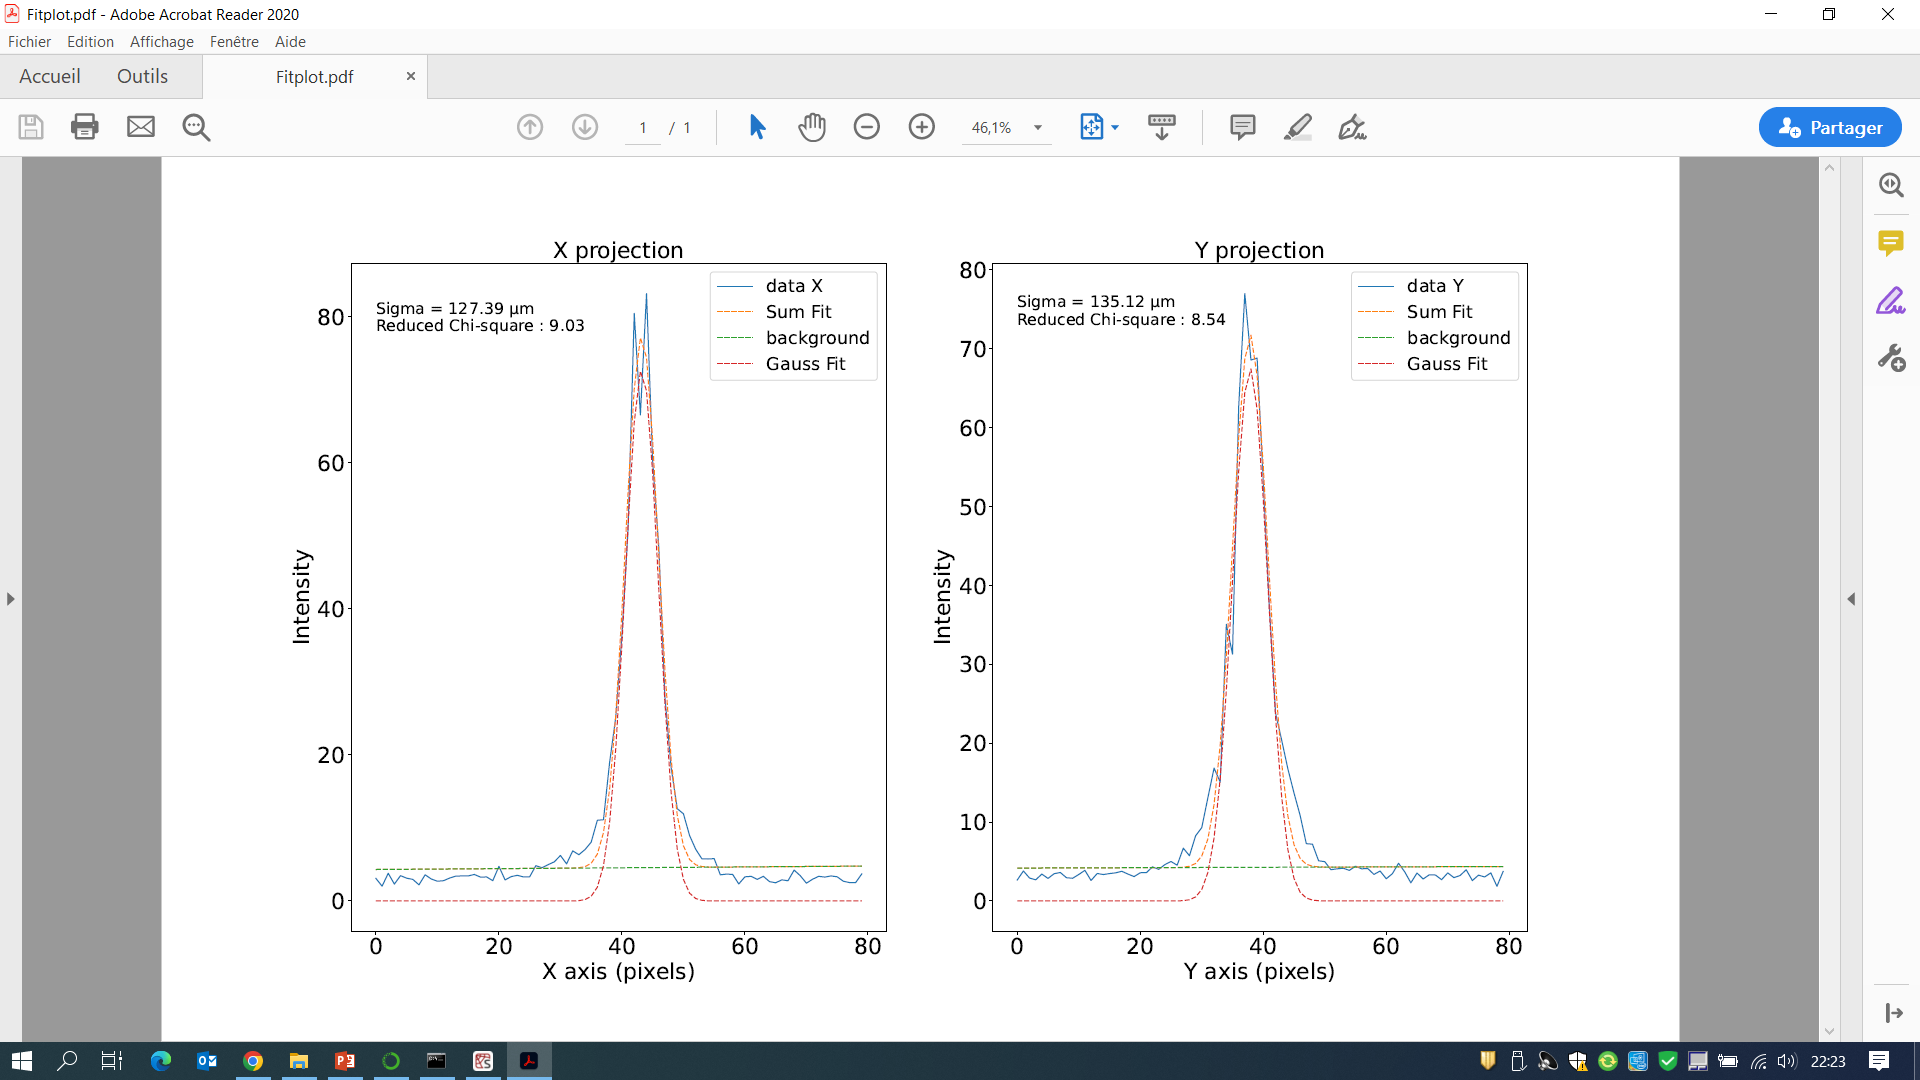 Fitplot.pdf - Adobe Acrobat Reader 2020
Fichier Edition Affichage Fenêtre Aide
Accueil Outils Fitplot.pdf ×
1 / 1 46,1% Partager
X projection
Sigma = 127.39 µm
Reduced Chi-square : 9.03
data X
Sum Fit
background
Gauss Fit
80
60
40
20
0
Intensity
0 20 40 60 80
X axis (pixels)
Y projection
Sigma = 135.12 µm
Reduced Chi-square : 8.54
data Y
Sum Fit
background
Gauss Fit
80
70
60
50
40
30
20
10
0
Intensity
0 20 40 60 80
Y axis (pixels)
22:23